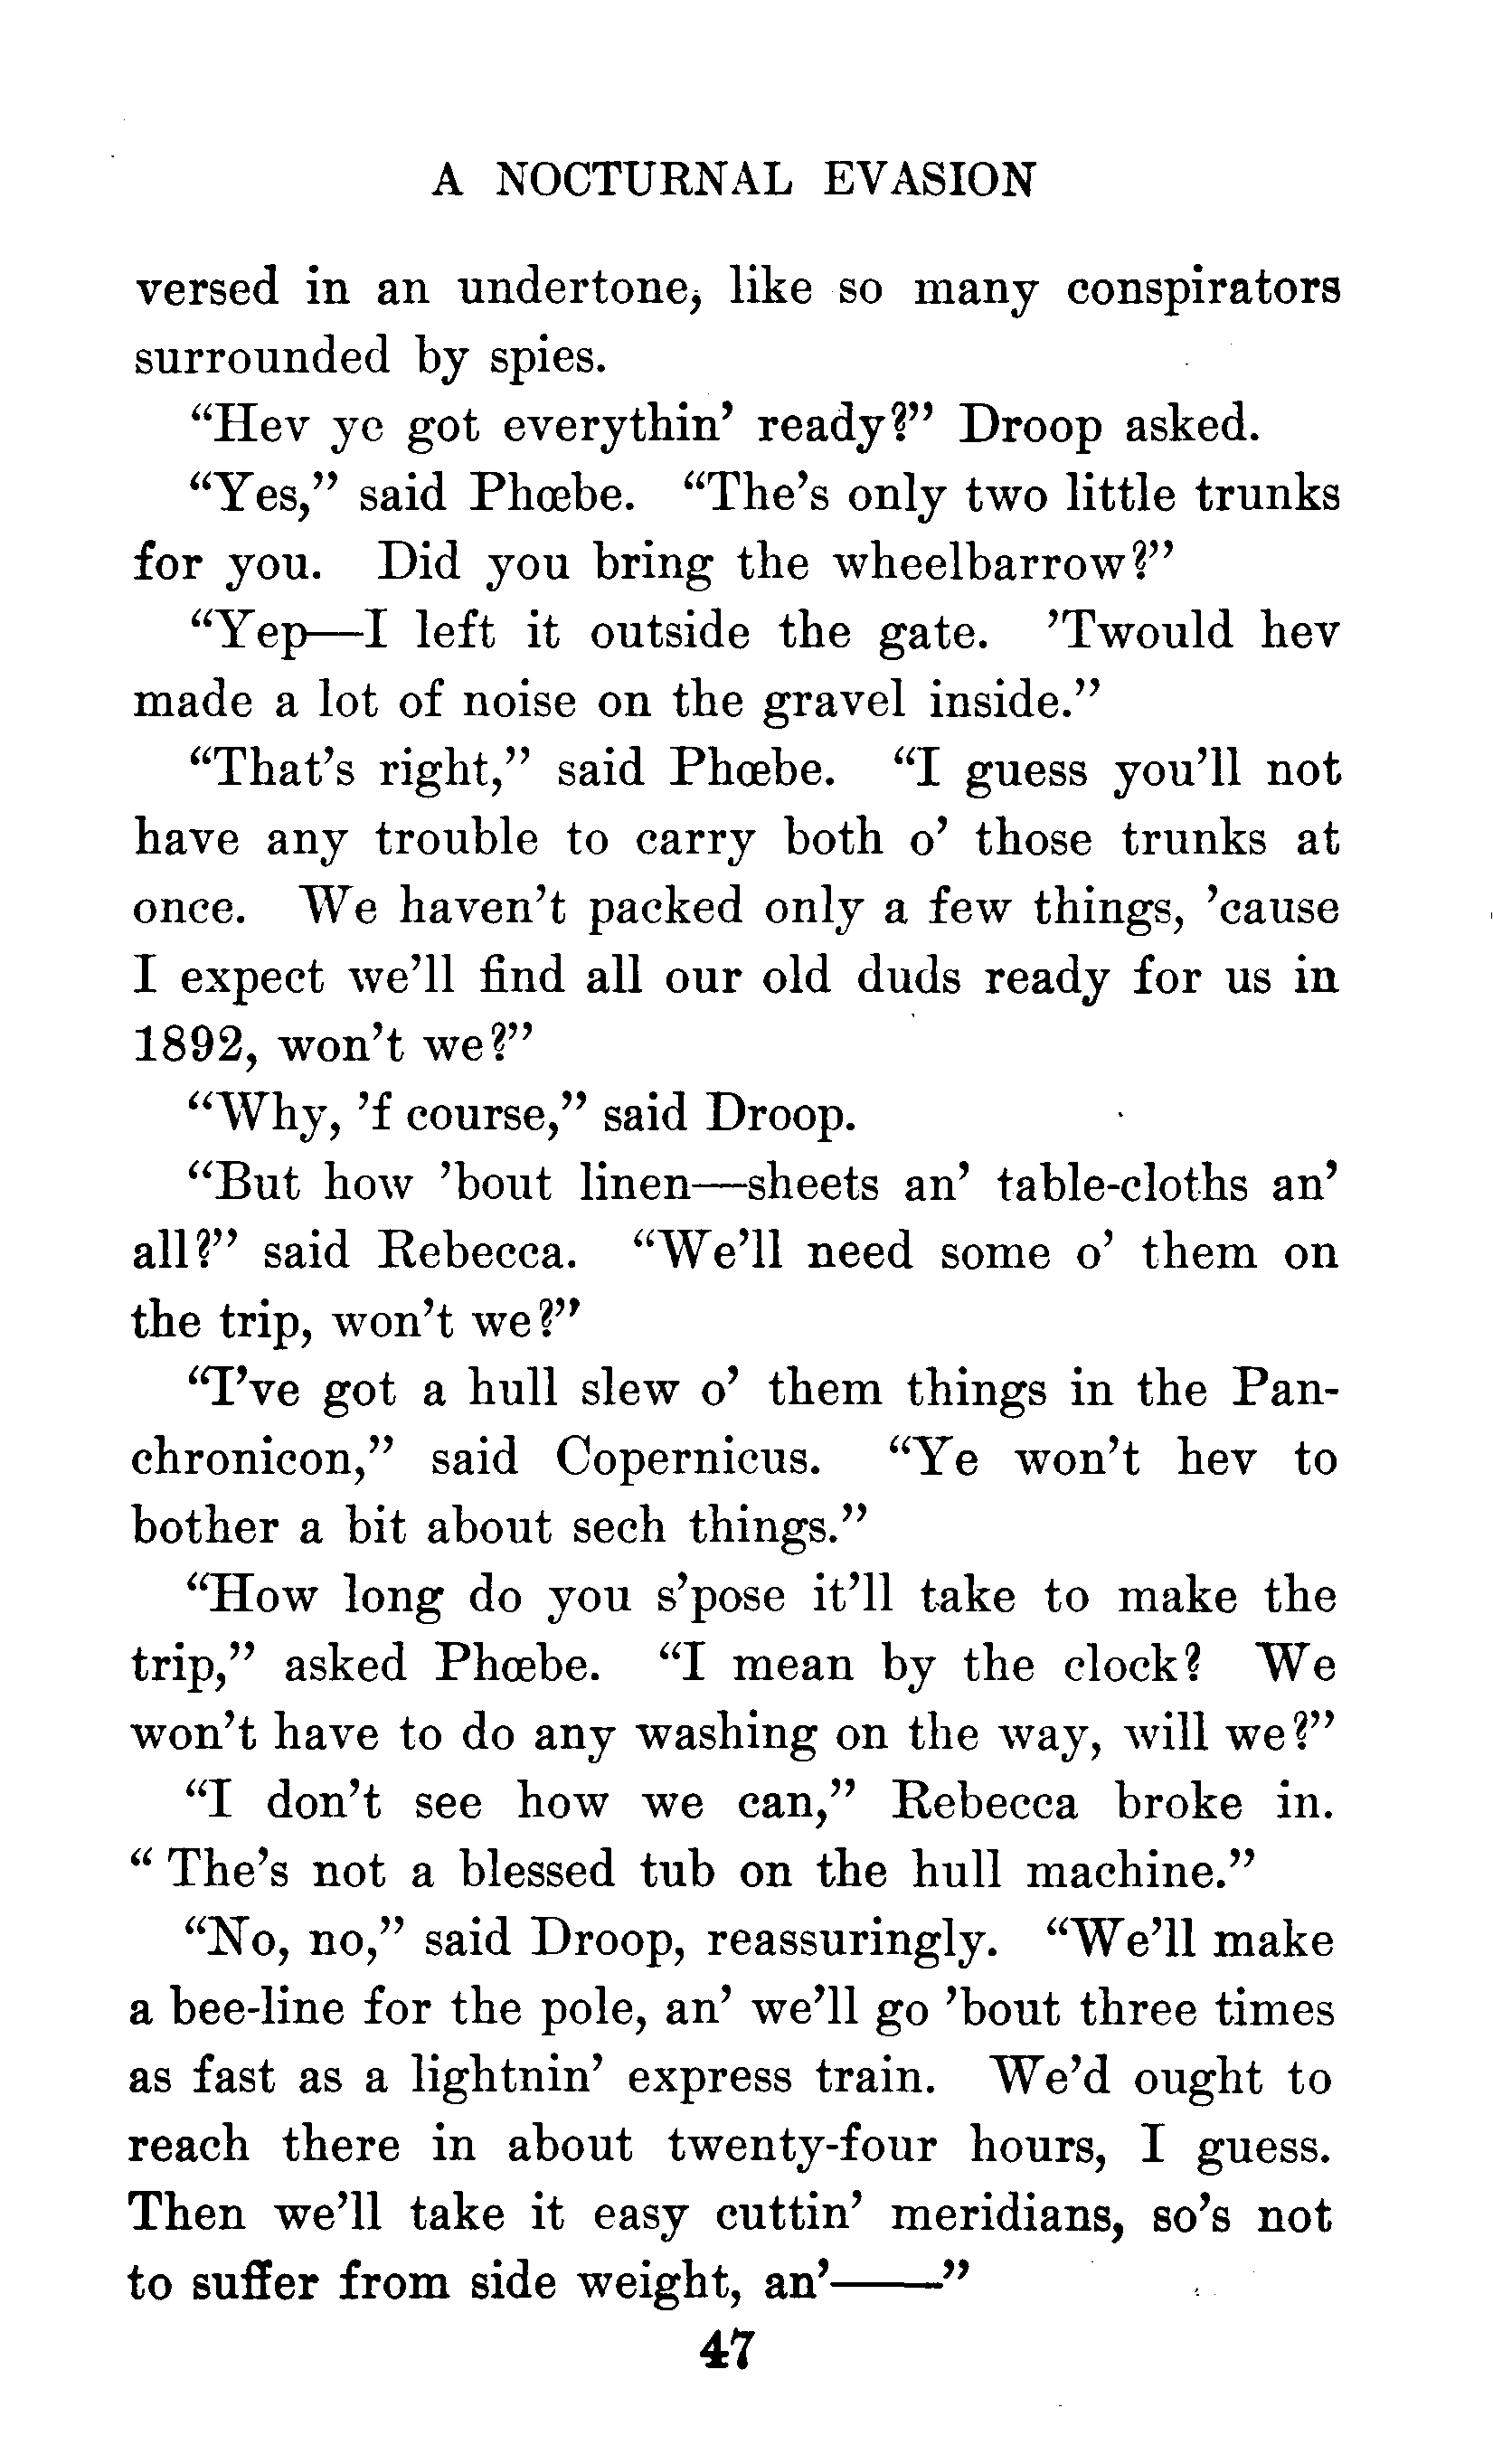 A NOCTURNAL EVASION
versed in an undertone, like so many conspirators
surrounded by spies.
“Hev ye got everythin’ ready?” Droop asked.
“Yes,” said Phœbe. “The’s only two little trunks
for you. Did you bring the wheelbarrow?”
“Yep—I left it outside the gate. ’Twould hev
made a lot of noise on the gravel inside.”
“That’s right,” said Phœbe. “I guess you’ll not
have any trouble to carry both o’ those trunks at
once. We haven’t packed only a few things, ’cause
I expect we’ll find all our old duds ready for us in
1892, won’t we?”
“Why, ’f course,” said Droop.
“But how ’bout linen—sheets an’ table-cloths an’
all?” said Rebecca. “We’ll need some o’ them on
the trip, won’t we?”
“I’ve got a hull slew o’ them things in the Pan-
chronicon,” said Copernicus. “Ye won’t hev to
bother a bit about sech things.”
“How long do you s’pose it’ll take to make the
trip,” asked Phœbe. “I mean by the clock? We
won’t have to do any washing on the way, will we?”
“I don’t see how we can,” Rebecca broke in.
“ The’s not a blessed tub on the hull machine.”
“No, no,” said Droop, reassuringly. “We’ll make
a bee-line for the pole, an’ we’ll go ’bout three times
as fast as a lightnin’ express train. We’d ought to
reach there in about twenty-four hours, I guess.
Then we’ll take it easy cuttin’ meridians, so’s not
to suffer from side weight, an’——”
47